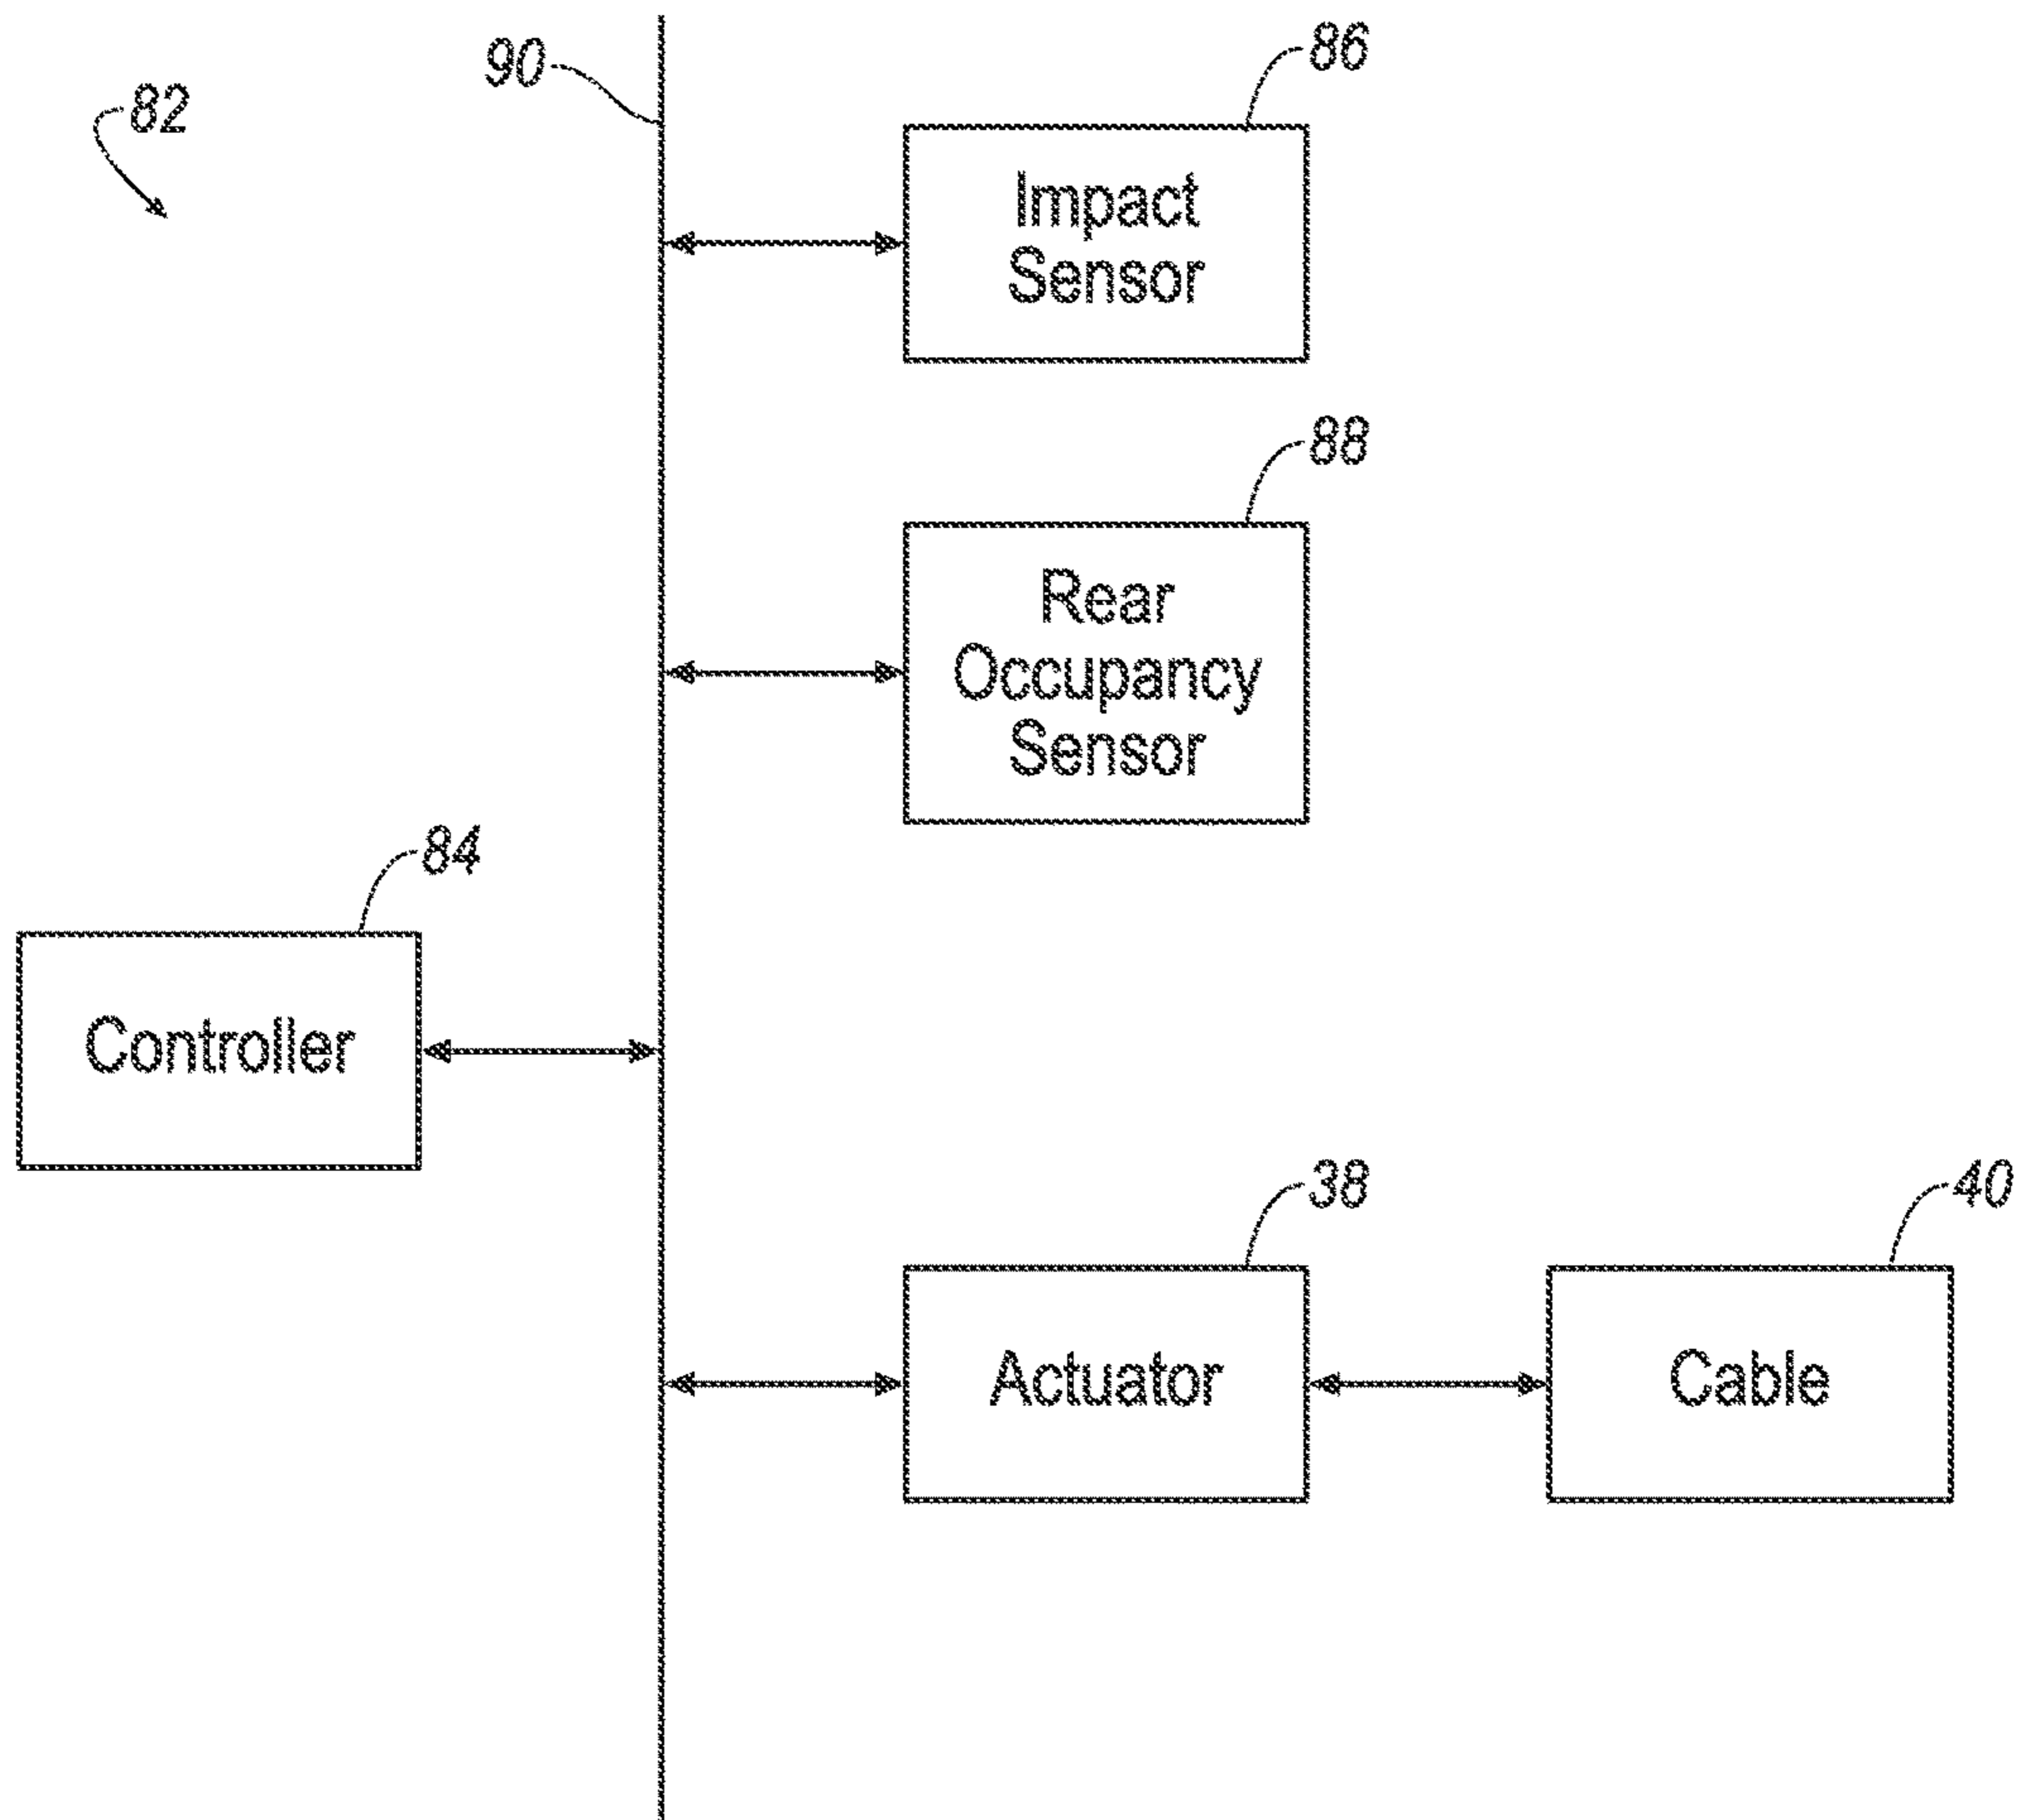 90
86
82
Impact
Sensor
88
Rear
Occupancy
Sensor
84
Controller
38
40
Actuator
Cable